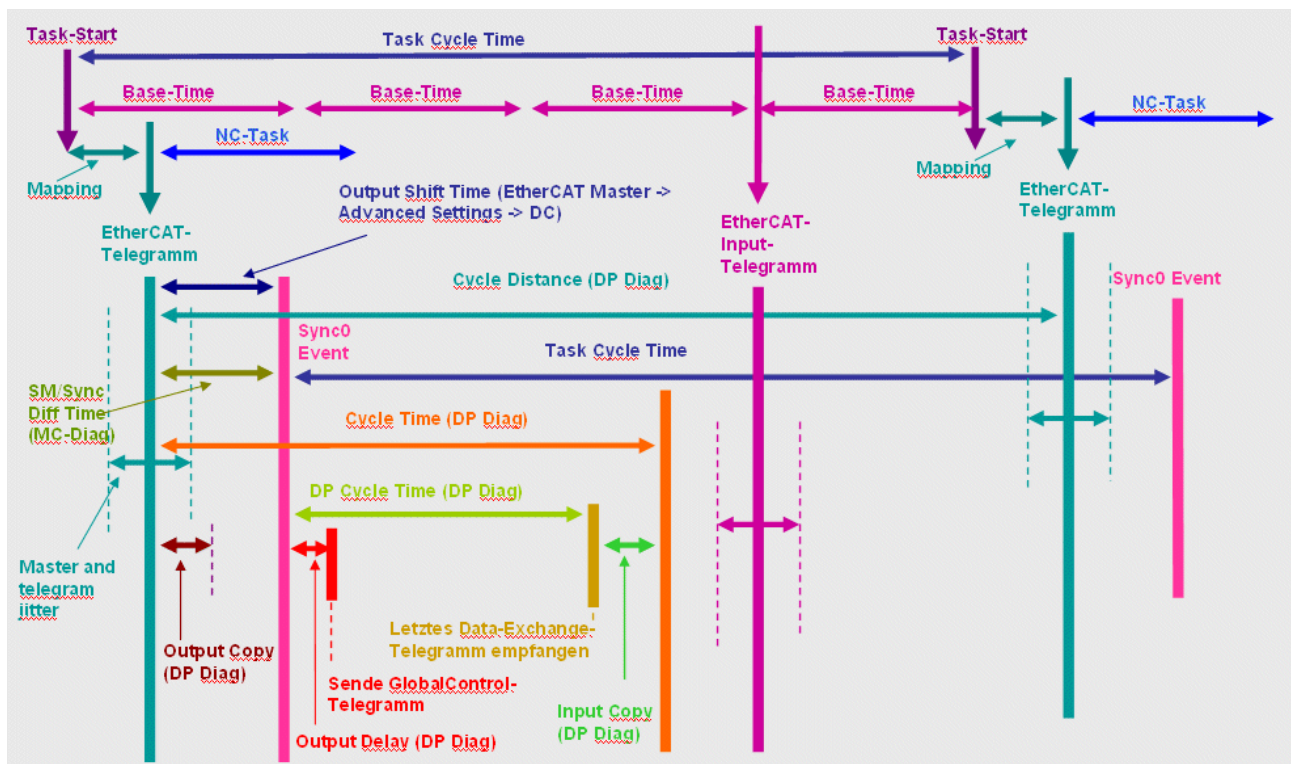 Task-Start
Task Cycle Time
Task-Start
Base-Time
Base-Time
Base-Time
Base-Time
NC-Task
NC-Task
Mapping
Mapping
Output Shift Time (EtherCAT Master ->
Advanced Settings -> DC)
EtherCAT-
Telegramm
EtherCAT-
Input-
Telegramm
EtherCAT-
Telegramm
Cycle Distance (DP Diag)
Sync0 Event
Sync0
Event
Task Cycle Time
SM/Sync
Diff Time
(MC-Diag)
Cycle Time (DP Diag)
DP Cycle Time (DP Diag)
Master and
telegram
jitter
Output Copy
(DP Diag)
Letztes Data-Exchange-
Telegramm empfangen
Sende GlobalControl-
Telegramm
Input Copy
(DP Diag)
Output Delay (DP Diag)